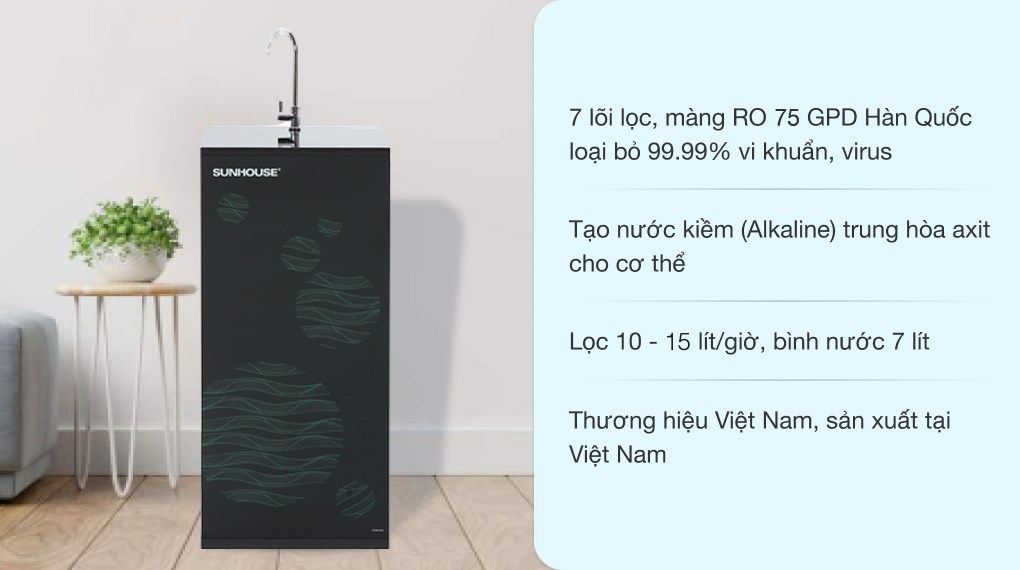 SUNHOUSE
7 lõi lọc, màng RO 75 GPD Hàn Quốc
loại bỏ 99.99% vi khuẩn, virus
Tạo nước kiềm (Alkaline) trung hòa axit
cho cơ thể
Lọc 10 - 15 lít/giờ, bình nước 7 lít
Thương hiệu Việt Nam, sản xuất tại
Việt Nam